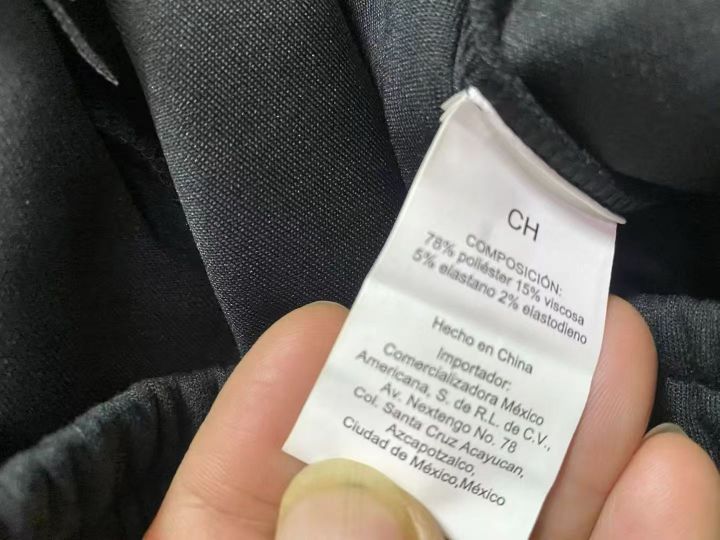 CH
COMPOSICIÓN:
78% poliéster 15% viscosa
5% elastano 2% elastodieno
Hecho en China
Importador:
Comercializadora México
Americana, S. de R.L. de C.V.,
Av. Nextengo No. 78
Col. Santa Cruz Acayucan,
Azcapotzalco,
Ciudad de México,México